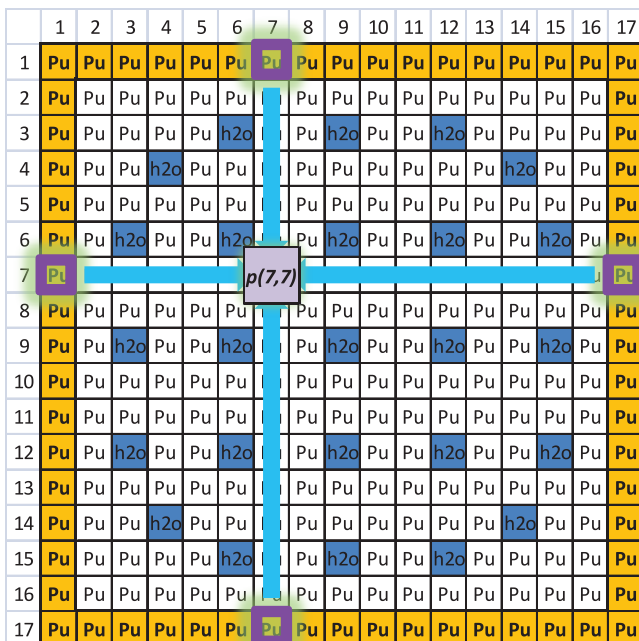 1 2 3 4 5 6 7 8 9 10 11 12 13 14 15 16 17
1 Pu Pu Pu Pu Pu Pu Pu Pu Pu Pu Pu Pu Pu Pu Pu Pu Pu
2 Pu Pu Pu Pu Pu Pu Pu Pu Pu Pu Pu Pu Pu Pu Pu Pu
3 Pu Pu Pu Pu Pu h2o Pu h2o Pu Pu h2o Pu Pu Pu Pu Pu
4 Pu Pu Pu h2o Pu Pu Pu Pu Pu Pu Pu Pu h2o Pu Pu Pu
5 Pu Pu Pu Pu Pu Pu Pu Pu Pu Pu Pu Pu Pu Pu Pu Pu
6 Pu Pu h2o Pu Pu h2o Pu h2o Pu Pu h2o Pu Pu h2o Pu Pu
7 Pu p(7,7) Pu
8 Pu Pu Pu Pu Pu Pu Pu Pu Pu Pu Pu Pu Pu Pu Pu Pu
9 Pu Pu h2o Pu Pu h2o Pu h2o Pu Pu h2o Pu Pu h2o Pu Pu
10 Pu Pu Pu Pu Pu Pu Pu Pu Pu Pu Pu Pu Pu Pu Pu Pu
11 Pu Pu Pu Pu Pu Pu Pu Pu Pu Pu Pu Pu Pu Pu Pu Pu
12 Pu Pu h2o Pu Pu h2o Pu h2o Pu Pu h2o Pu Pu h2o Pu Pu
13 Pu Pu Pu Pu Pu Pu Pu Pu Pu Pu Pu Pu Pu Pu Pu Pu
14 Pu Pu Pu h2o Pu Pu Pu Pu Pu Pu Pu Pu h2o Pu Pu Pu
15 Pu Pu Pu Pu Pu h2o Pu h2o Pu Pu h2o Pu Pu Pu Pu Pu
16 Pu Pu Pu Pu Pu Pu Pu Pu Pu Pu Pu Pu Pu Pu Pu Pu
17 Pu Pu Pu Pu Pu Pu Pu Pu Pu Pu Pu Pu Pu Pu Pu Pu Pu